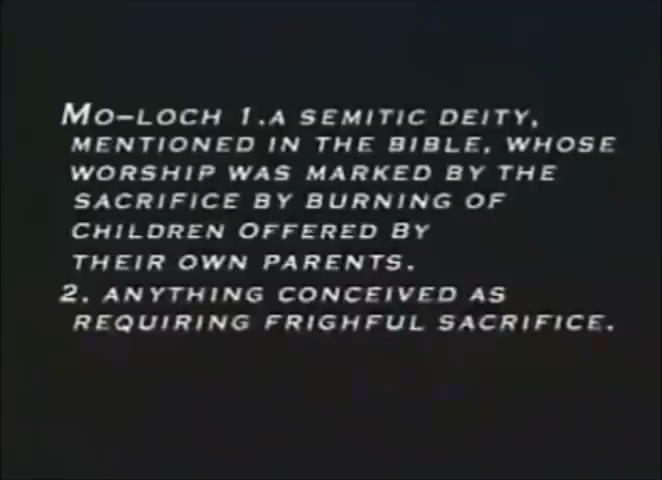 Mo–loch 1.a semitic deity,
mentioned in the bible, whose
worship was marked by the
sacrifice by burning of
Children Offered By
their own parents.
2. anything conceived as
requiring frighful sacrifice.